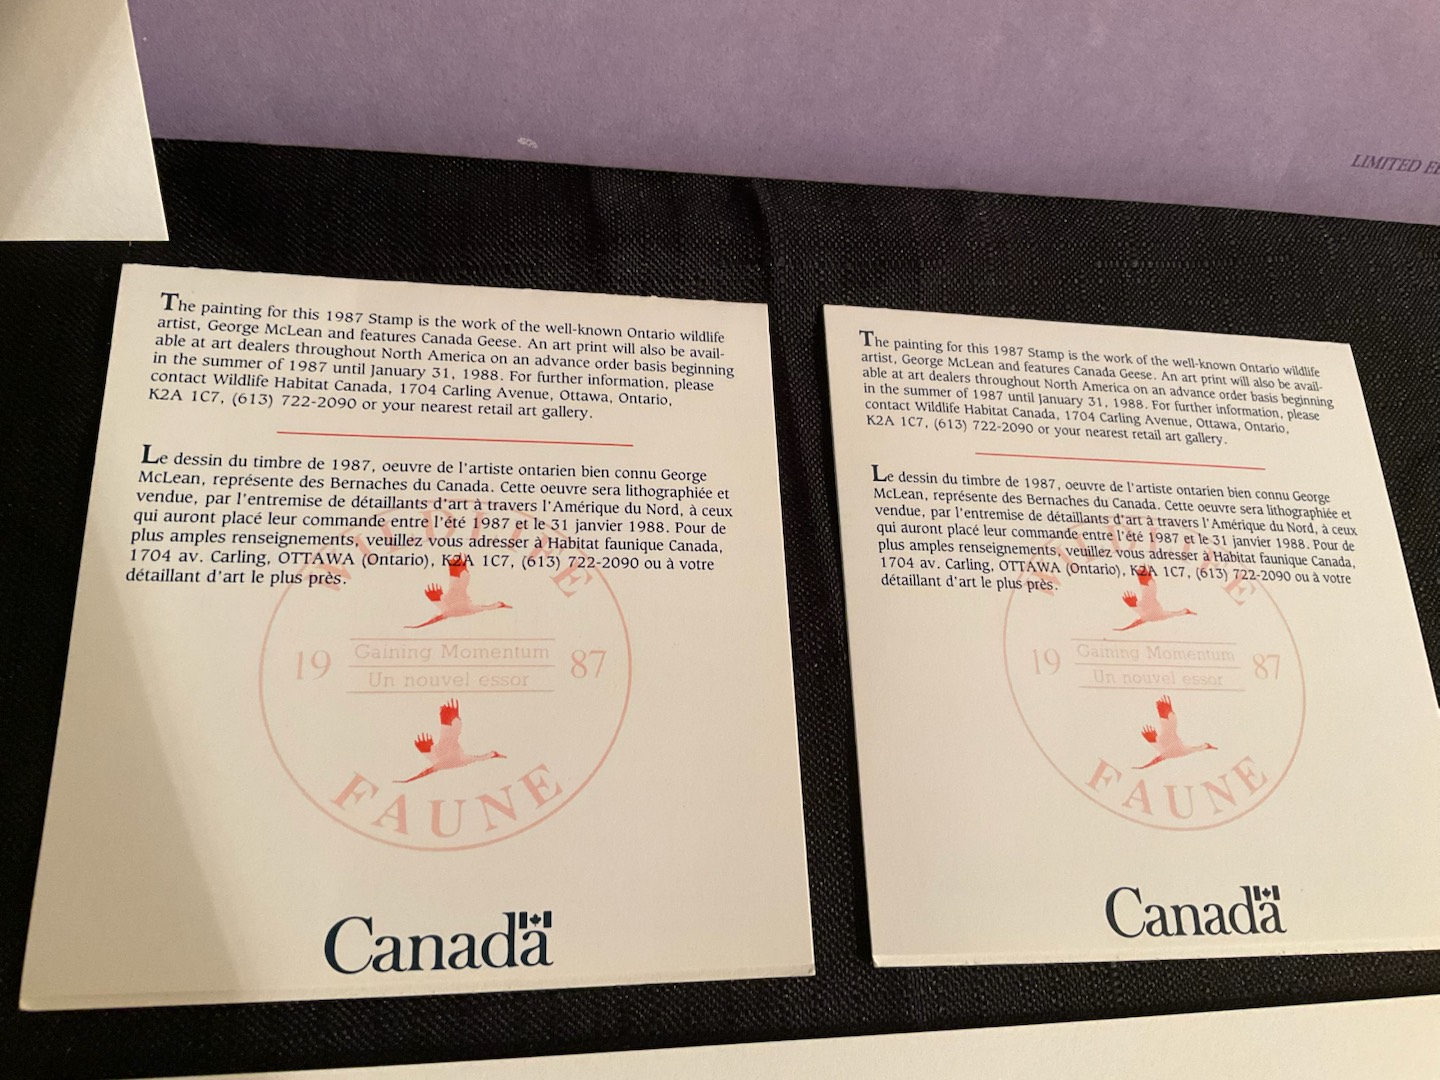 LIMITED
The painting for this 1987 Stamp is the work of the well-known Ontario wildlife
artist, George McLean and features Canada Geese. An art print will also be avail-
able at art dealers throughout North America on an advance order basis beginning
in the summer of 1987 until January 31, 1988. For further information, please
contact Wildlife Habitat Canada, 1704 Carling Avenue, Ottawa, Ontario,
K2A 1C7, (613) 722-2090 or your nearest retail art gallery.
Le dessin du timbre de 1987, oeuvre de l'artiste ontarien bien connu George
McLean, représente des Bernaches du Canada. Cette oeuvre sera lithographiée et
vendue, par l'entremise de détaillants d'art à travers l'Amérique du Nord, à ceux
qui auront placé leur commande entre l'été 1987 et le 31 janvier 1988. Pour de
plus amples renseignements, veuillez vous adresser à Habitat faunique Canada,
1704 av. Carling, OTTAWA (Ontario), K2A 1C7, (613) 722-2090 ou à votre
détaillant d'art le plus près.
WILDLIFE
19 Gaining Momentum 87
Un nouvel essor
FAUNE
Canada
The painting for this 1987 Stamp is the work of the well-known Ontario wildlife
artist, George McLean and features Canada Geese. An art print will also be avail-
able at art dealers throughout North America on an advance order basis beginning
in the summer of 1987 until January 31, 1988. For further information, please
contact Wildlife Habitat Canada, 1704 Carling Avenue, Ottawa, Ontario,
K2A 1C7, (613) 722-2090 or your nearest retail art gallery.
Le dessin du timbre de 1987, oeuvre de l'artiste ontarien bien connu George
McLean, représente des Bernaches du Canada. Cette oeuvre sera lithographiée et
vendue, par l'entremise de détaillants d'art à travers l'Amérique du Nord, à ceux
qui auront placé leur commande entre l'été 1987 et le 31 janvier 1988. Pour de
plus amples renseignements, veuillez vous adresser à Habitat faunique Canada,
1704 av. Carling, OTTAWA (Ontario), K2A 1C7, (613) 722-2090 ou à votre
détaillant d'art le plus près.
WILDLIFE
19 Gaining Momentum 87
Un nouvel essor
FAUNE
Canada